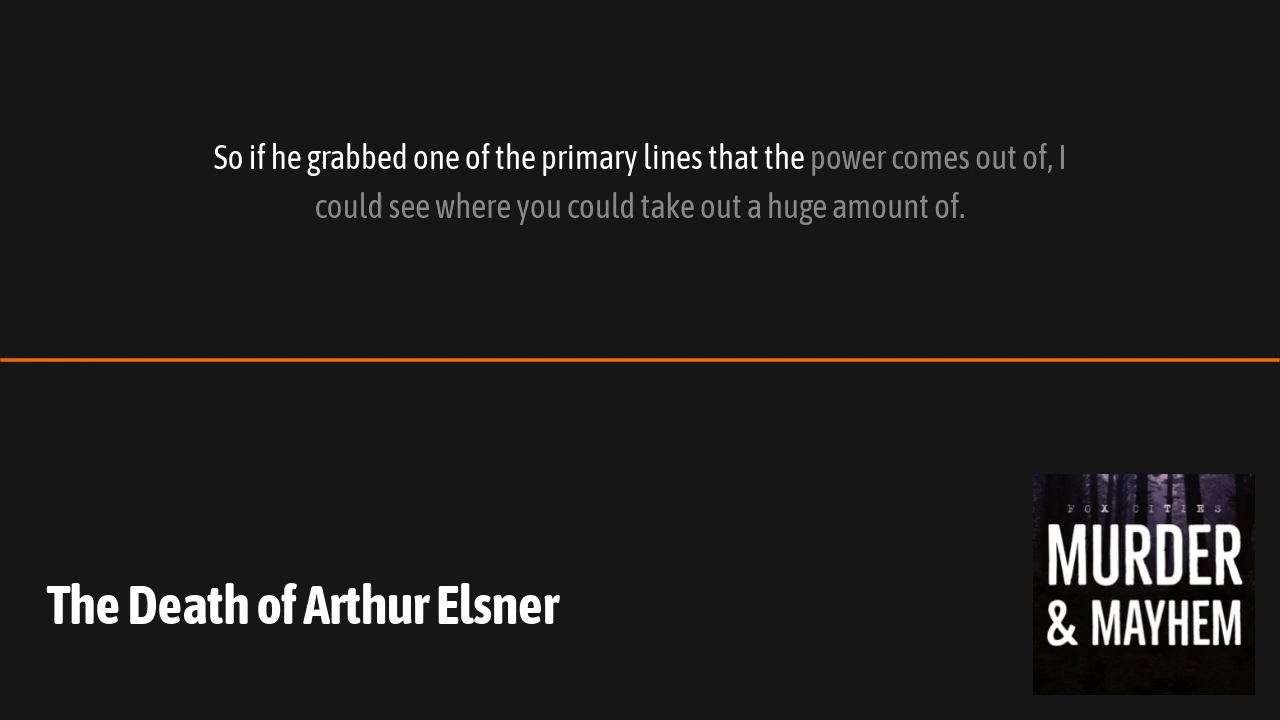 So if he grabbed one of the primary lines that the power comes out of, I
could see where you could take out a huge amount of.
FOX CITIES
MURDER
& MAYHEM
The Death of Arthur Elsner